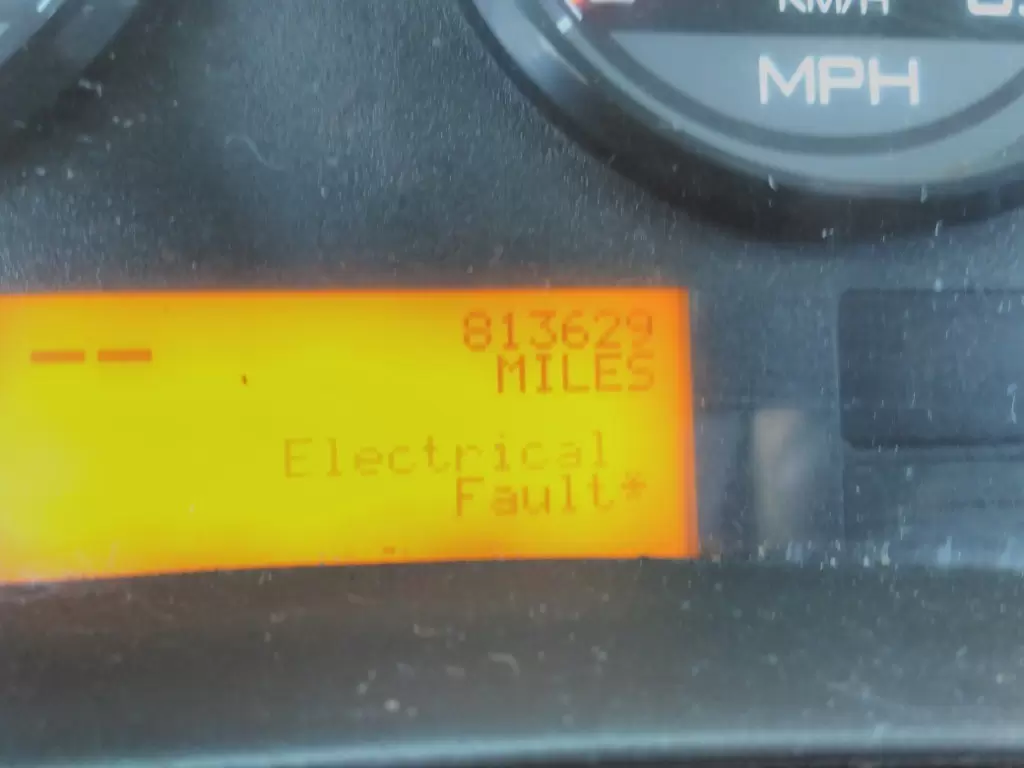 KM/H
MPH
813629
-- MILES
Electrical
Fault*